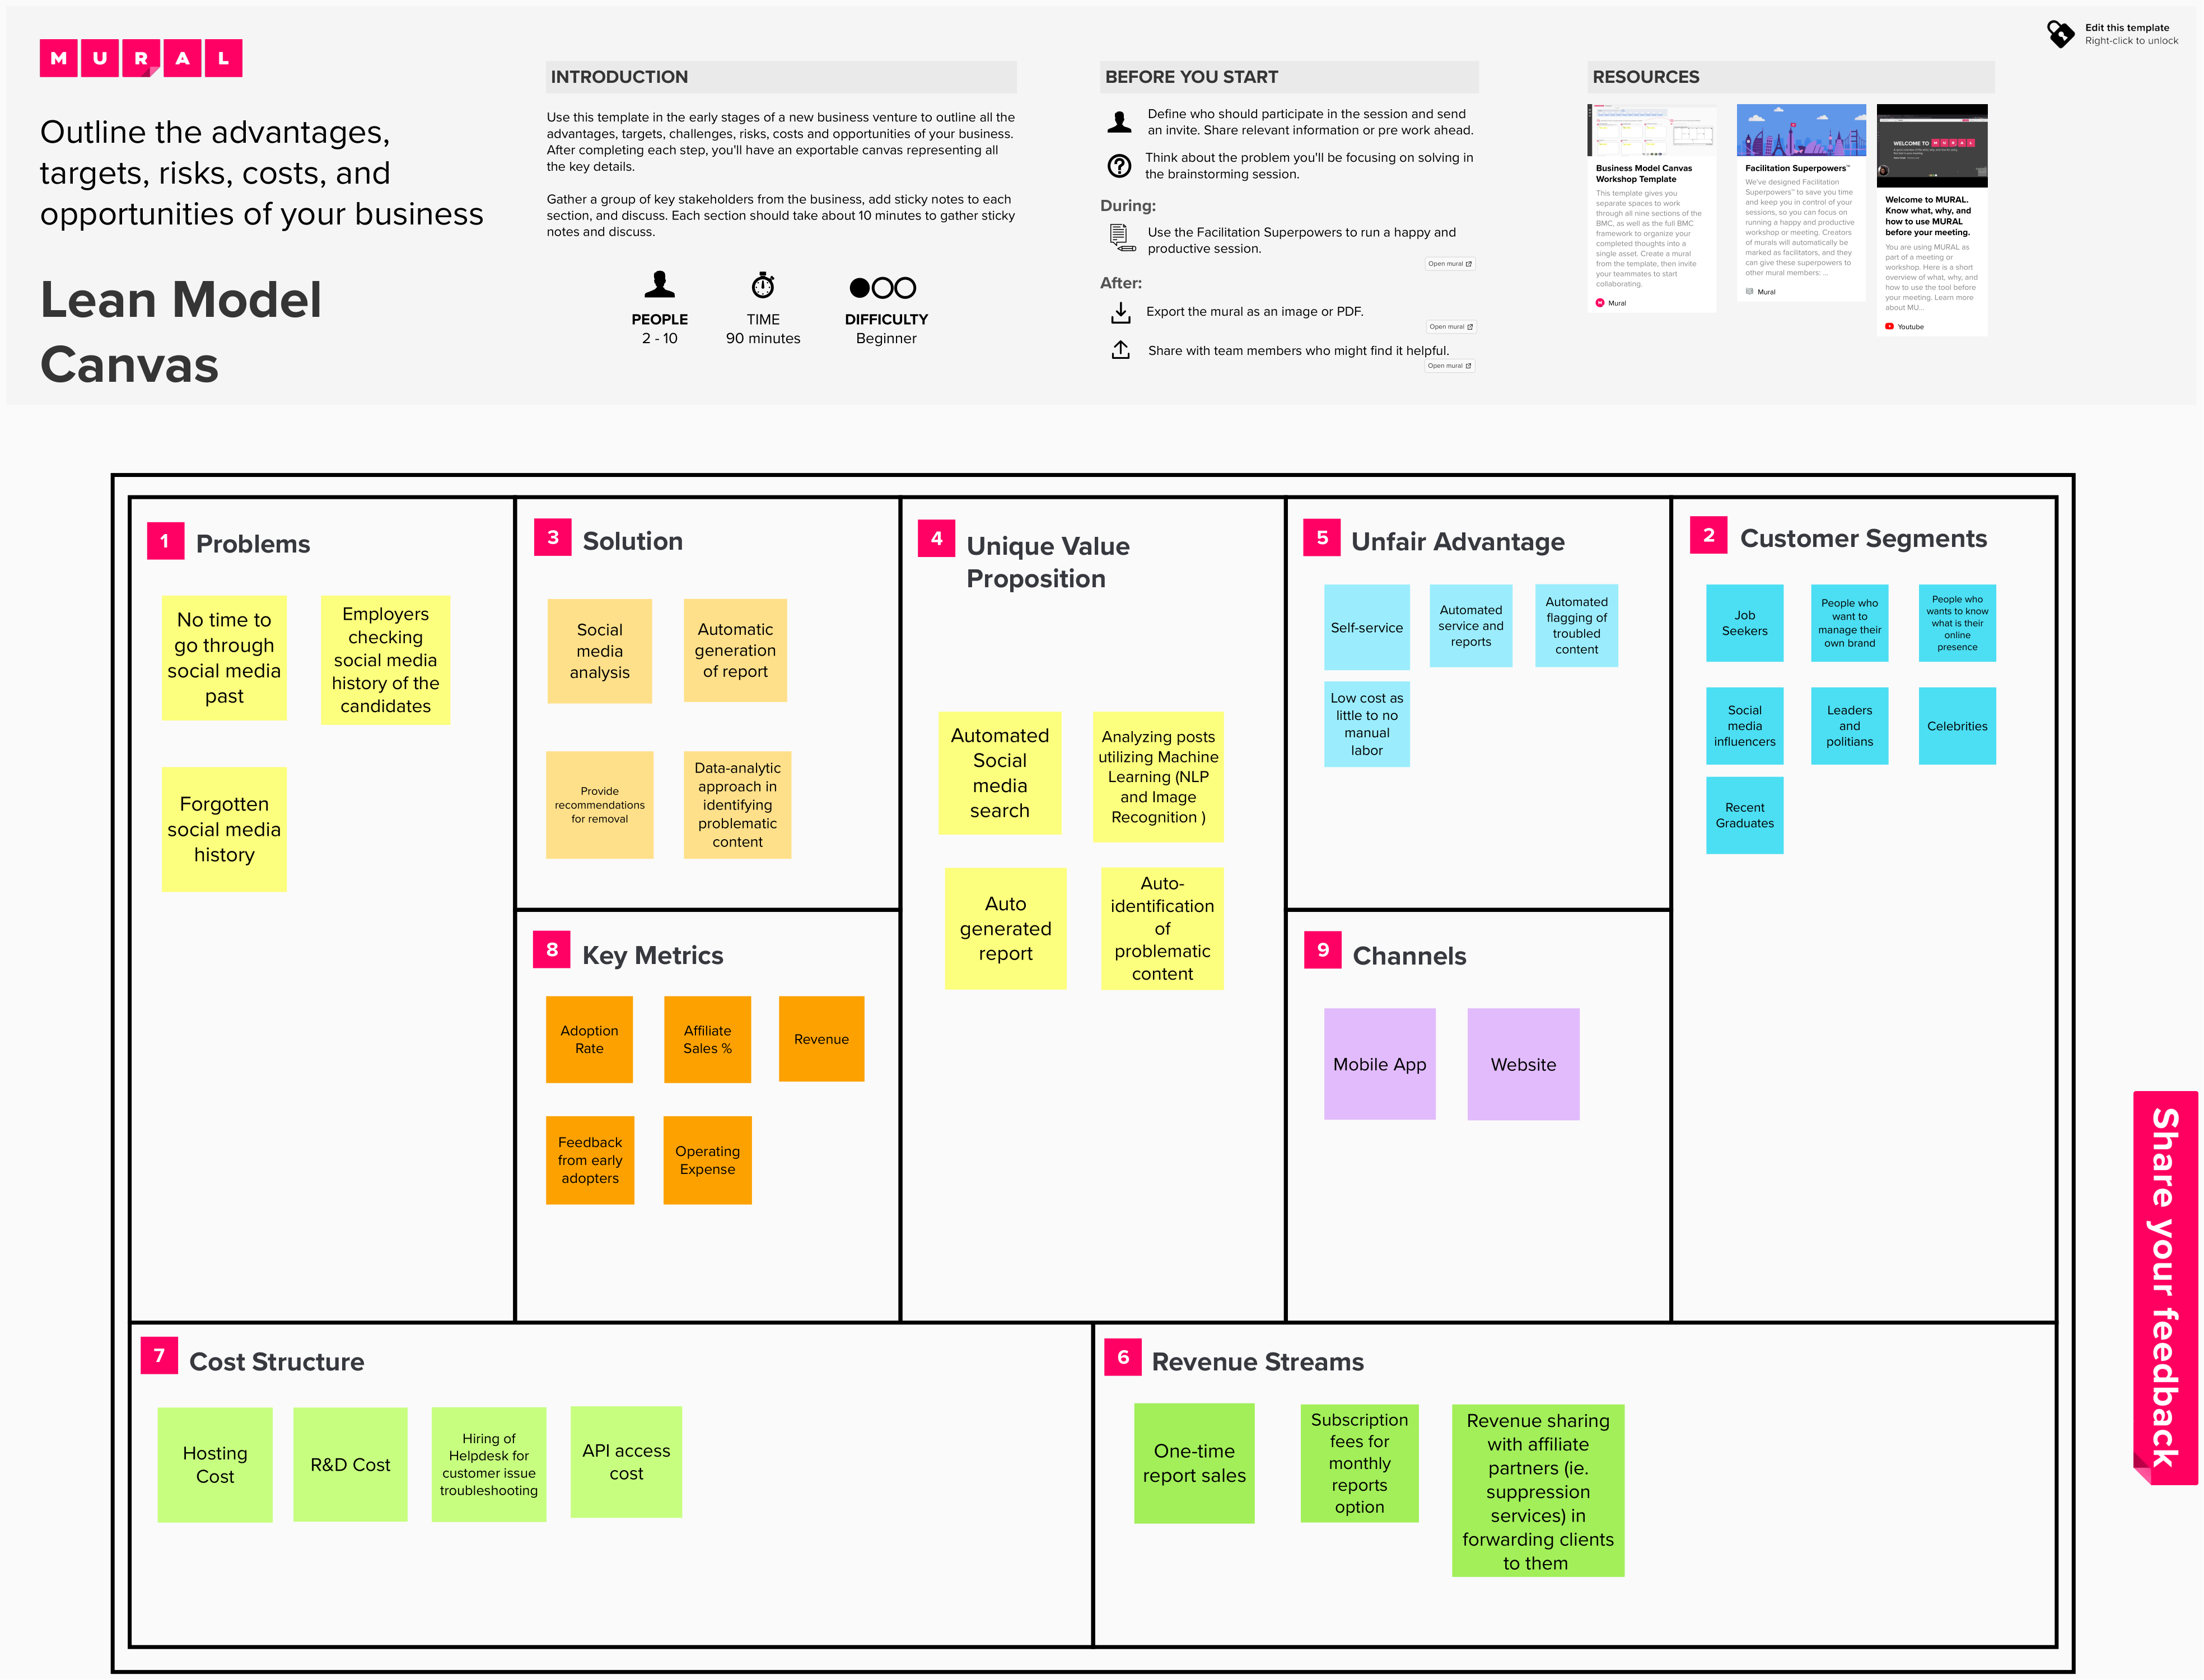 MURAL
Outline the advantages,
targets, risks, costs, and
opportunities of your business
Lean Model
Canvas
INTRODUCTION
Use this template in the early stages of a new business venture to outline all the
advantages, targets, challenges, risks, costs and opportunities of your business.
After completing each step, you'll have an exportable canvas representing all
the key details.
Gather a group of key stakeholders from the business, add sticky notes to each
section, and discuss. Each section should take about 10 minutes to gather sticky
notes and discuss.
PEOPLE
2 - 10
TIME
90 minutes
DIFFICULTY
Beginner
BEFORE YOU START
Define who should participate in the session and send
an invite. Share relevant information or pre work ahead.
Think about the problem you'll be focusing on solving in
the brainstorming session.
During:
Use the Facilitation Superpowers to run a happy and
productive session.
Open mural
After:
Export the mural as an image or PDF.
Open mural
Share with team members who might find it helpful.
Open mural
RESOURCES
Business Model Canvas
Workshop Template
This template gives you
separate spaces to work
through all nine sections of the
BMC, as well as the full BMC
framework to organize your
completed thoughts into a
single asset. Create a mural
from the template, then invite
your teammates to start
collaborating.
Mural
Facilitation Superpowers™
We've designed Facilitation
Superpowers™ to save you time
and keep you in control of your
sessions, so you can focus on
running a happy and productive
workshop or meeting. Creators
of murals will automatically be
marked as facilitators, and they
can give these superpowers to
other mural members: ...
Mural
WELCOME TO MURAL
Welcome to MURAL.
Know what, why, and
how to use MURAL
before your meeting.
You are using MURAL as
part of a meeting or
workshop. Here is a short
overview of what, why, and
how to use the tool before
your meeting. Learn more
about MU...
Youtube
Edit this template
Right-click to unlock
1 Problems
No time to
go through
social media
past
Employers
checking
social media
history of the
candidates
Forgotten
social media
history
3 Solution
Social
media
analysis
Automatic
generation
of report
Provide
recommendations
for removal
Data-analytic
approach in
identifying
problematic
content
8 Key Metrics
Adoption
Rate
Affiliate
Sales %
Revenue
Feedback
from early
adopters
Operating
Expense
4 Unique Value
Proposition
Automated
Social
media
search
Analyzing posts
utilizing Machine
Learning (NLP
and Image
Recognition )
Auto
generated
report
Auto-
identification
of
problematic
content
5 Unfair Advantage
Self-service
Automated
service and
reports
Automated
flagging of
troubled
content
Low cost as
little to no
manual
labor
9 Channels
Mobile App
Website
2 Customer Segments
Job
Seekers
People who
want to
manage their
own brand
People who
wants to know
what is their
online
presence
Social
media
influencers
Leaders
and
politians
Celebrities
Recent
Graduates
7 Cost Structure
Hosting
Cost
R&D Cost
Hiring of
Helpdesk for
customer issue
troubleshooting
API access
cost
6 Revenue Streams
One-time
report sales
Subscription
fees for
monthly
reports
option
Revenue sharing
with affiliate
partners (ie.
suppression
services) in
forwarding clients
to them
Share your feedback